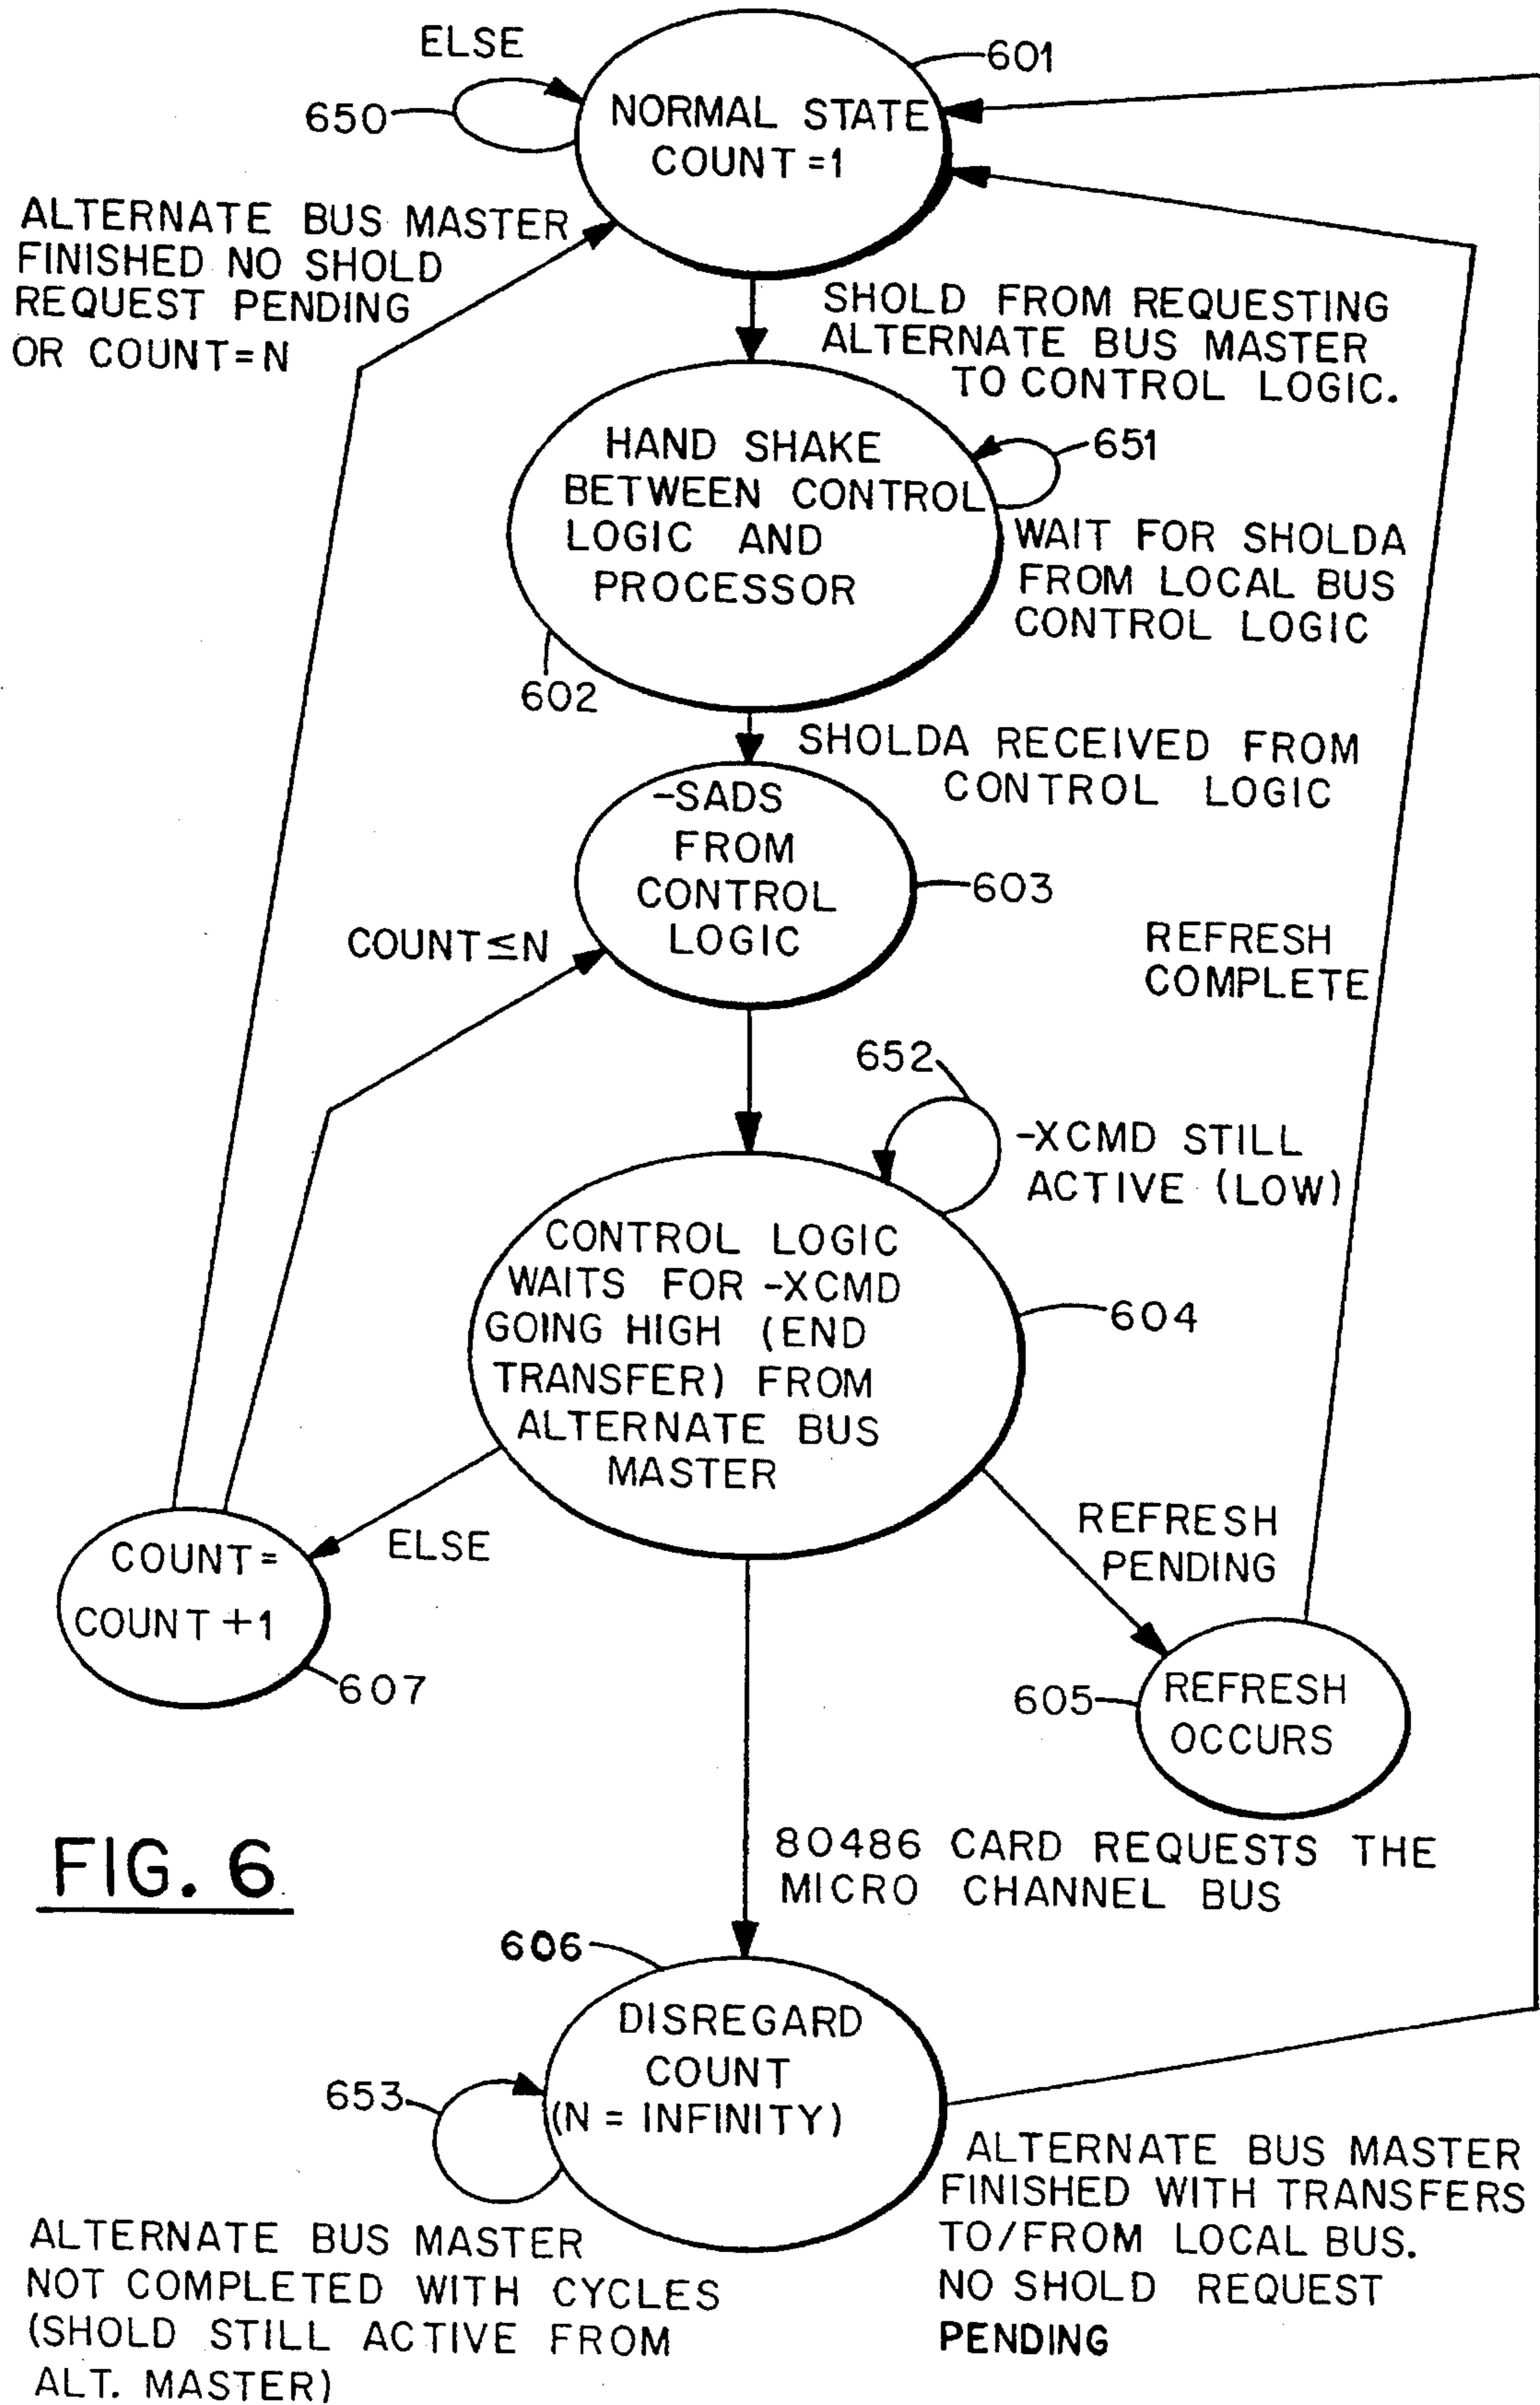 ELSE
601
650
NORMAL STATE
COUNT=1
ALTERNATE BUS MASTER
FINISHED NO SHOLD
REQUEST PENDING
OR COUNT=N
SHOLD FROM REQUESTING
ALTERNATE BUS MASTER
TO CONTROL LOGIC.
HAND SHAKE
BETWEEN CONTROL
LOGIC AND
PROCESSOR
651
WAIT FOR SHOLDA
FROM LOCAL BUS
CONTROL LOGIC
602
SHOLDA RECEIVED FROM
CONTROL LOGIC
-SADS
FROM
CONTROL
LOGIC
603
COUNT≤N
REFRESH
COMPLETE
652
-XCMD STILL
ACTIVE (LOW)
CONTROL LOGIC
WAITS FOR -XCMD
GOING HIGH (END
TRANSFER) FROM
ALTERNATE BUS
MASTER
604
ELSE
REFRESH
PENDING
COUNT=
COUNT+1
607
605
REFRESH
OCCURS
FIG. 6
80486 CARD REQUESTS THE
MICRO CHANNEL BUS
606
DISREGARD
COUNT
(N = INFINITY)
653
ALTERNATE BUS MASTER
NOT COMPLETED WITH CYCLES
(SHOLD STILL ACTIVE FROM
ALT. MASTER)
ALTERNATE BUS MASTER
FINISHED WITH TRANSFERS
TO/FROM LOCAL BUS.
NO SHOLD REQUEST
PENDING